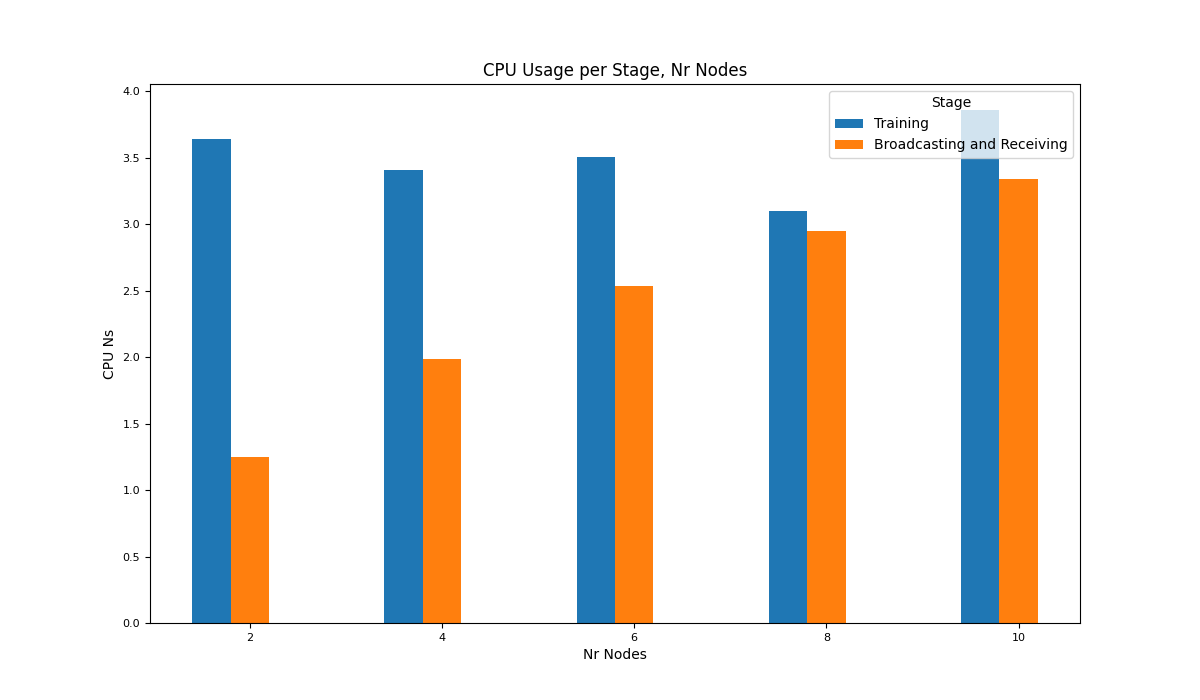 CPU Usage per Stage, Nr Nodes
Stage
Training
Broadcasting and Receiving
4.0
3.5
3.0
2.5
2.0
1.5
1.0
0.5
0.0
CPU Ns
2 4 6 8 10
Nr Nodes